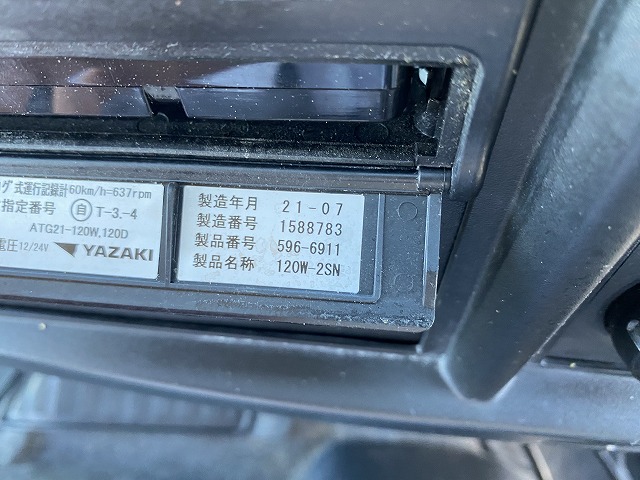 グ式運行記録計60km/h=637rpm
指定番号 自 T-3.-4
ATG21-120W,120D
電圧12/24V YAZAKI
製造年月 21-07
製造番号 1588783
製品番号 596-6911
製品名称 120W-2SN